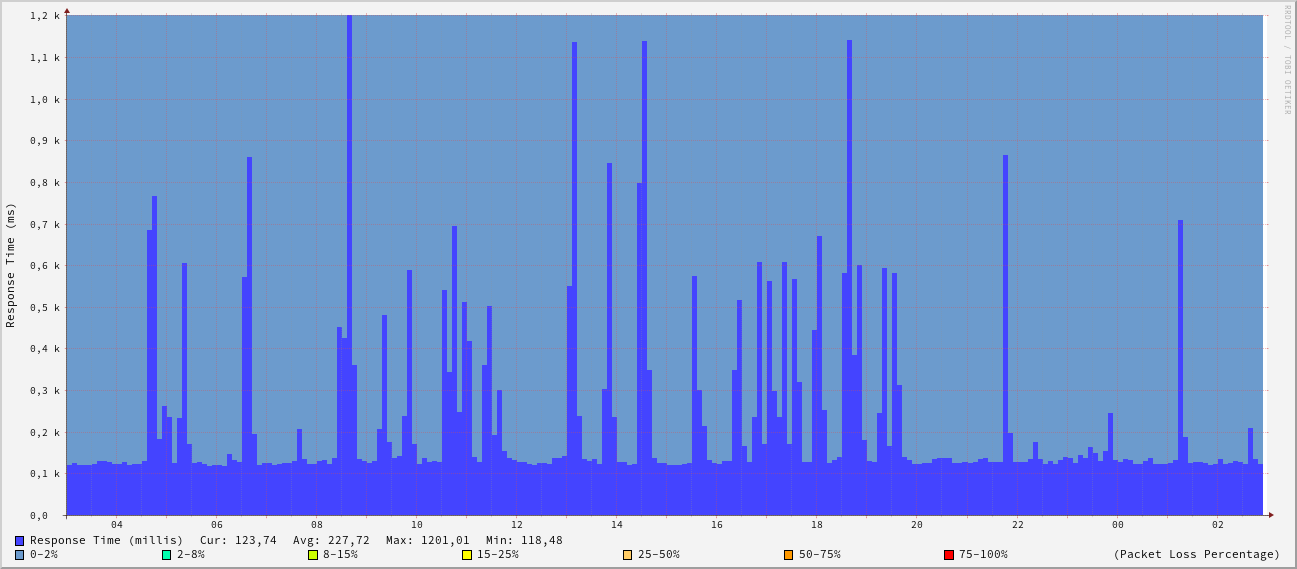 1,2 k
1,1 k
1,0 k
0,9 k
0,8 k
0,7 k
0,6 k
0,5 k
0,4 k
0,3 k
0,2 k
0,1 k
0,0
Response Time (ms)
RRDTOOL / TOBI OETIKER
04 06 08 10 12 14 16 18 20 22 00 02
Response Time (millis) Cur: 123,74 Avg: 227,72 Max: 1201,01 Min: 118,48
0-2% 2-8% 8-15% 15-25% 25-50% 50-75% 75-100% (Packet Loss Percentage)